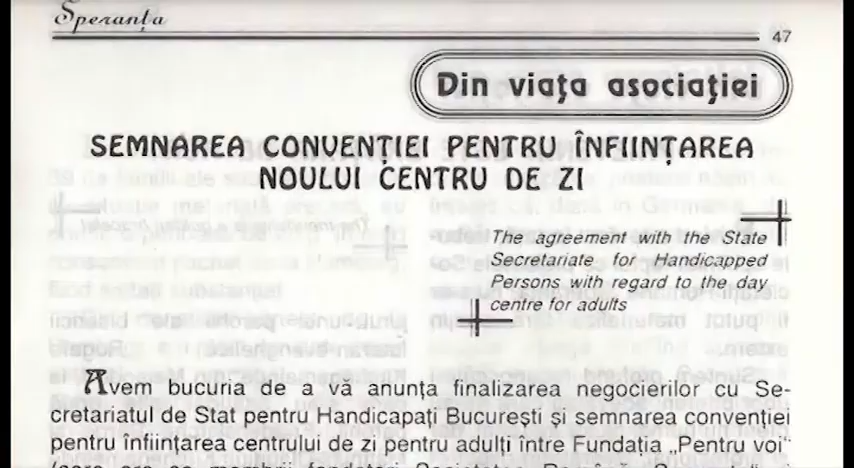 Speranța
47
Din viața asociației
SEMNAREA CONVENȚIEI PENTRU ÎNFIINȚAREA
NOULUI CENTRU DE ZI
The agreement with the State
Secretariate for Handicapped
Persons with regard to the day
centre for adults
Avem bucuria de a vă anunța finalizarea negocierilor cu Se-
cretariatul de Stat pentru Handicapați București și semnarea convenției
pentru înființarea centrului de zi pentru adulți între Fundația „Pentru voi“